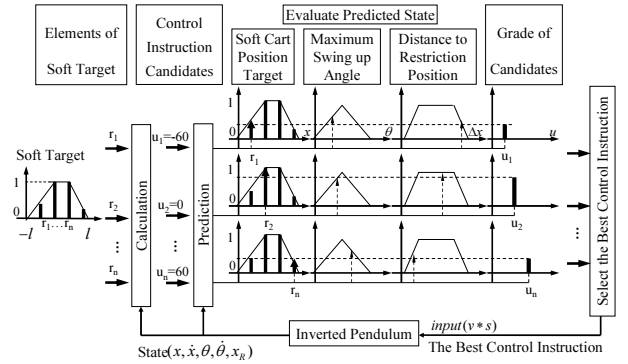 Evaluate Predicted State
Elements of
Soft Target
Control
Instruction
Candidates
Soft Cart
Position
Target
Maximum
Swing up
Angle
Distance to
Restriction
Position
Grade of
Candidates
Soft Target
1
0
r1…rn
−l
l
r1
r2
⋮
rn
Calculation
u1=-60
u2=0
⋮
un=60
Prediction
1
0
x
θ
Δx
u
r1
u1
1
0
r2
u2
1
0
rn
un
⋮
Select the Best Control Instruction
Inverted Pendulum
input(v*s)
The Best Control Instruction
State(x, ẋ, θ, θ̇, xR)